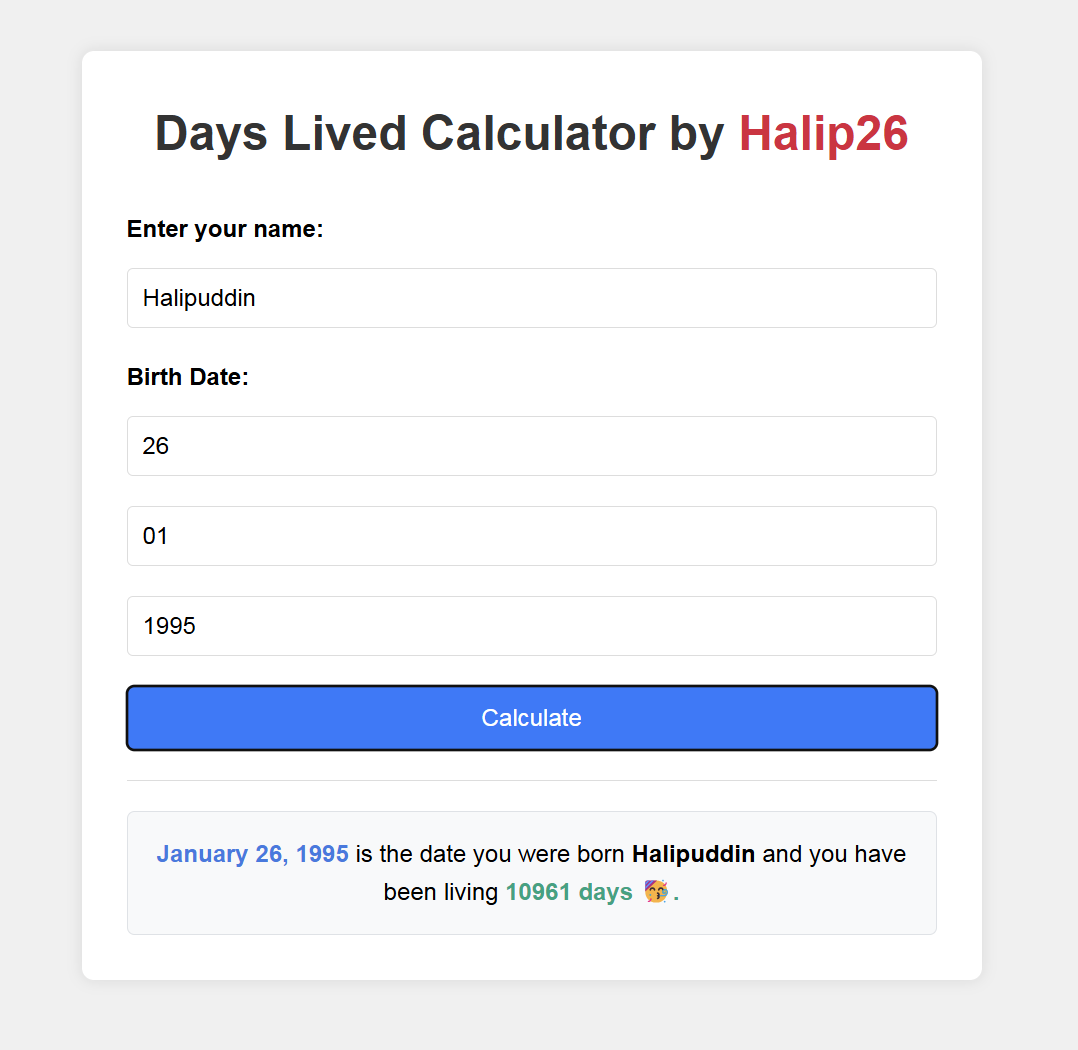 Days Lived Calculator by Halip26
Enter your name:
Halipuddin
Birth Date:
26
01
1995
Calculate
January 26, 1995 is the date you were born Halipuddin and you have
been living 10961 days 🥳 .